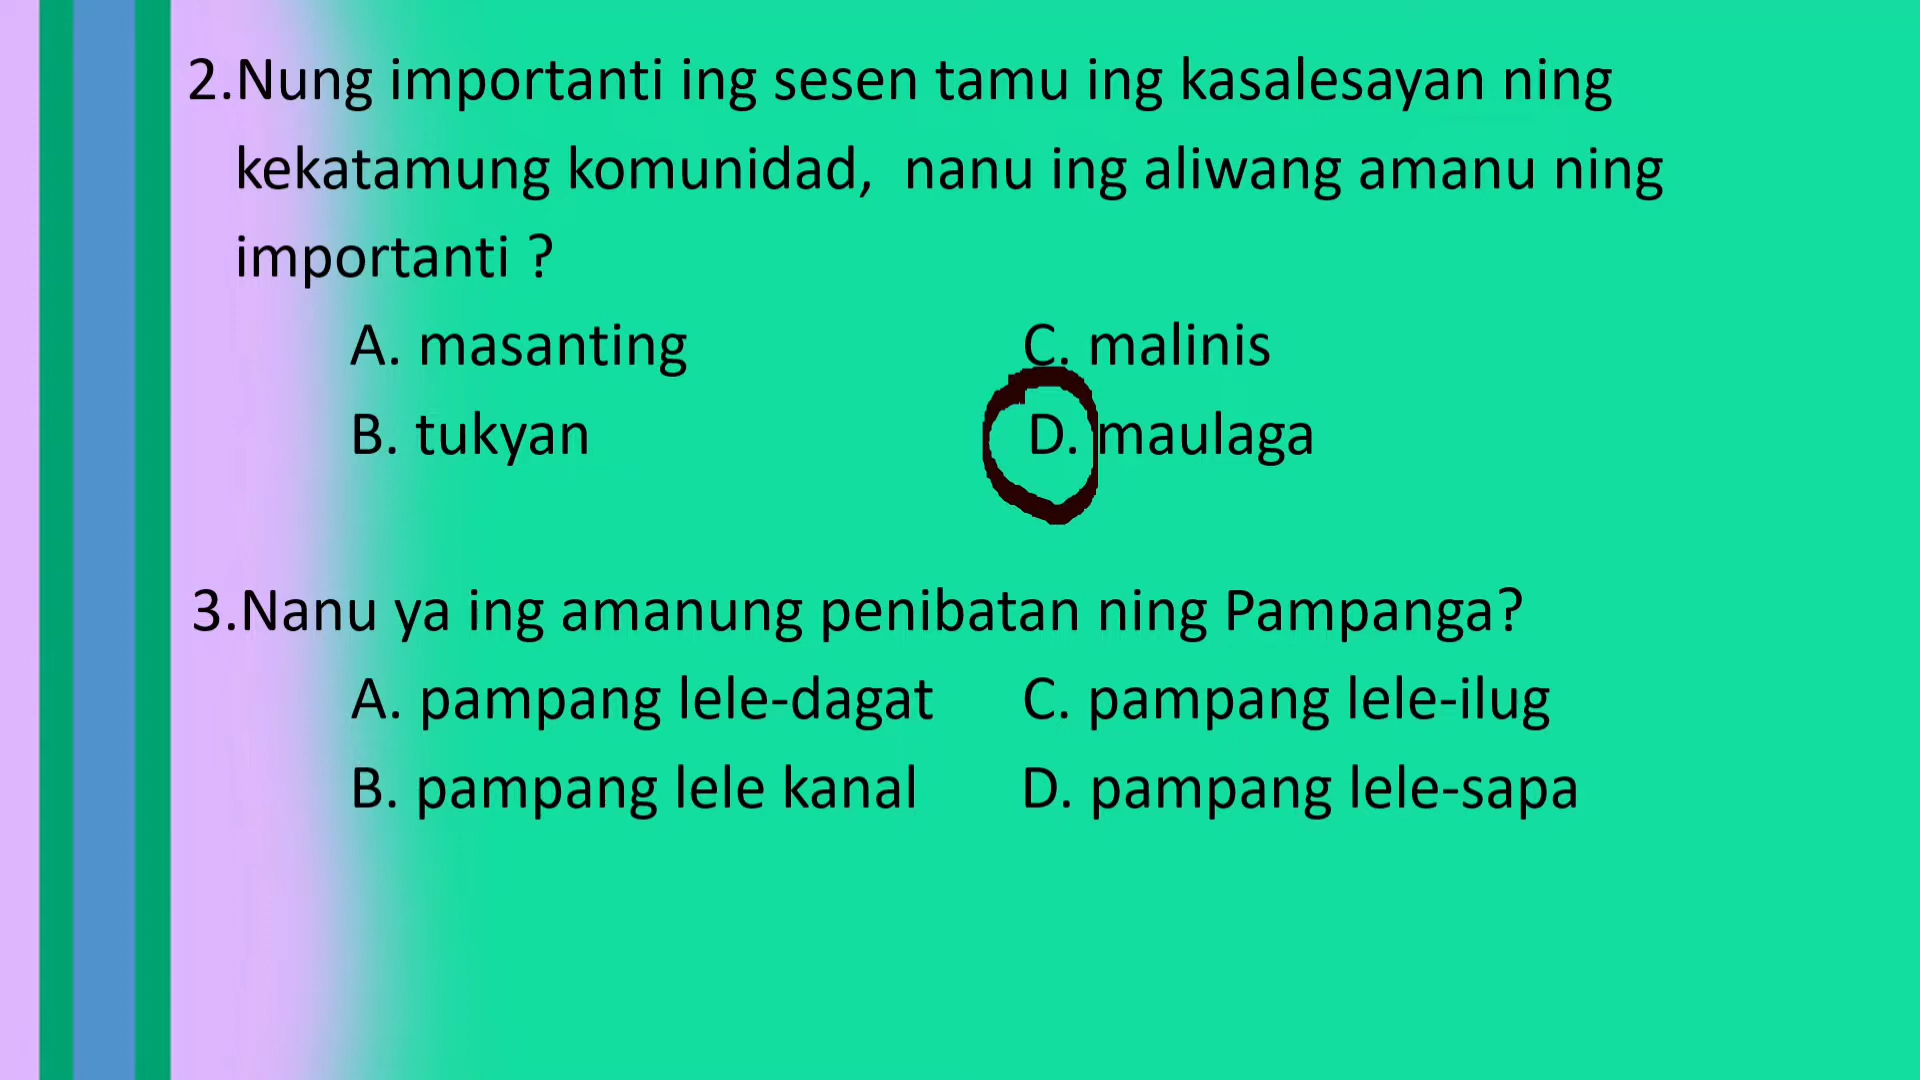 2.Nung importanti ing sesen tamu ing kasalesayan ning
kekatamung komunidad, nanu ing aliwang amanu ning
importanti ?
A. masanting C. malinis
B. tukyan D. maulaga
3.Nanu ya ing amanung penibatan ning Pampanga?
A. pampang lele-dagat C. pampang lele-ilug
B. pampang lele kanal D. pampang lele-sapa